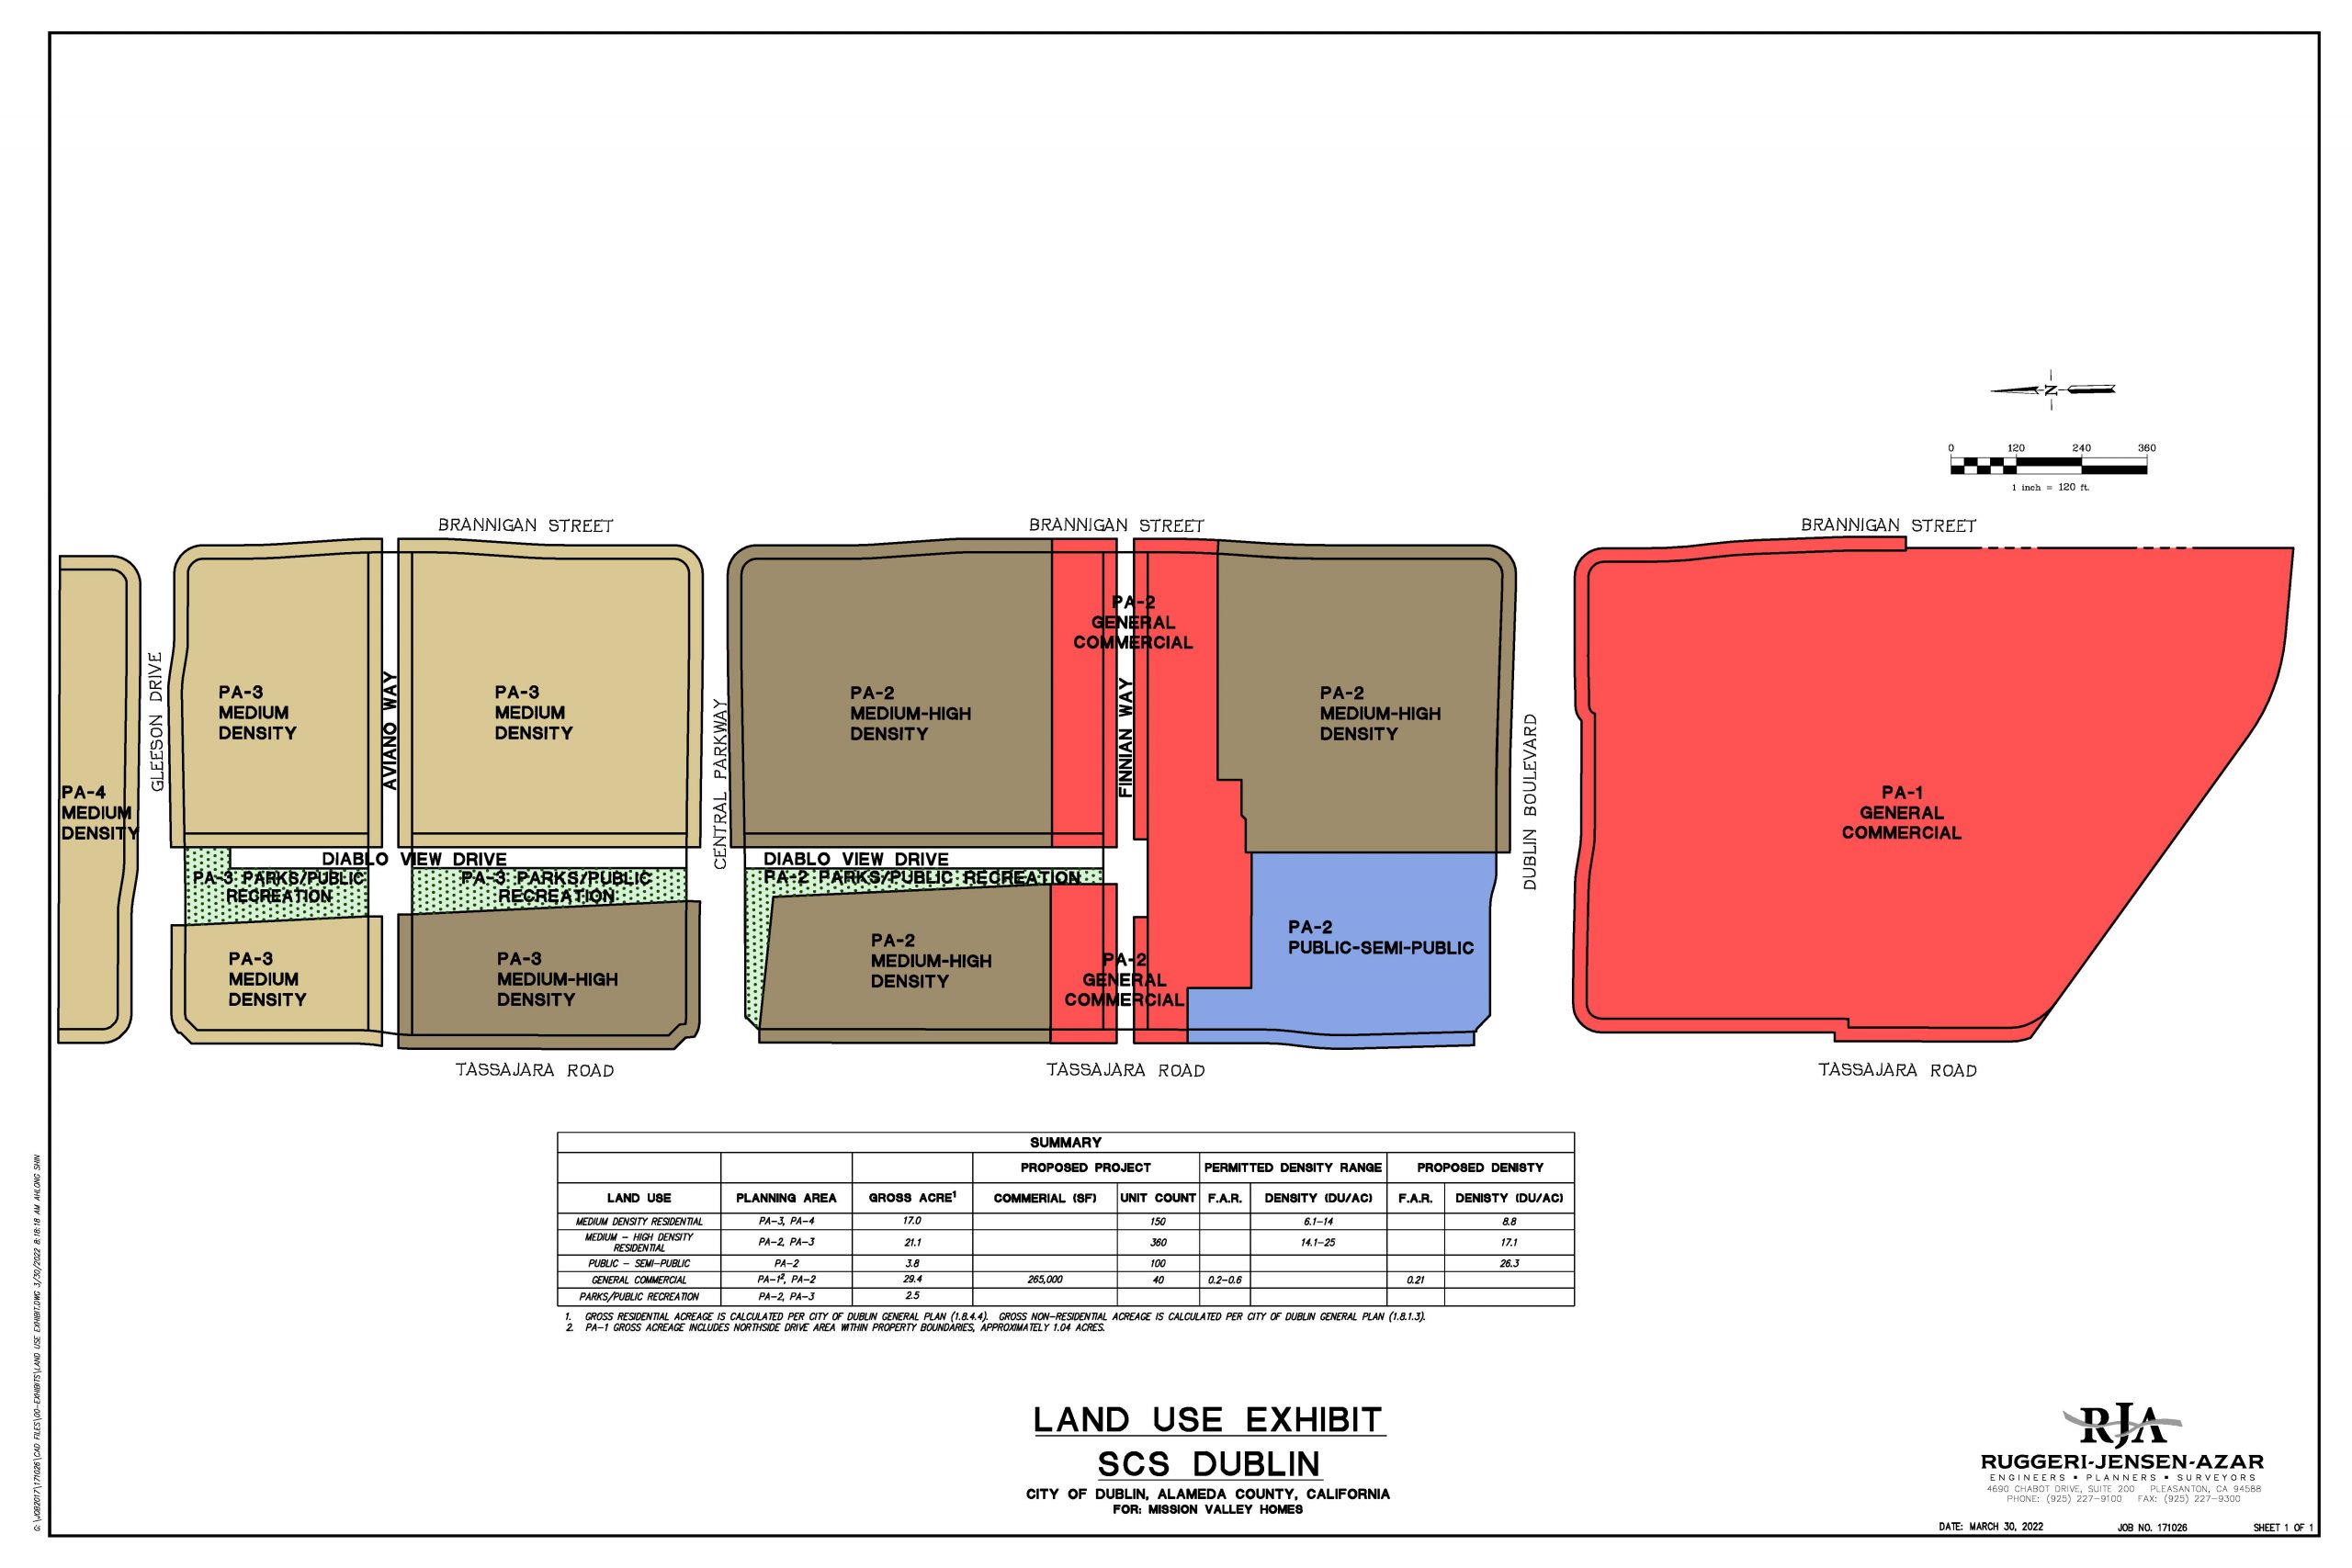 N
0 120 240 360
1 inch = 120 ft.
BRANNIGAN STREET
BRANNIGAN STREET
BRANNIGAN STREET
PA-4
MEDIUM
DENSITY
GLEESON DRIVE
PA-3
MEDIUM
DENSITY
AVIANO WAY
PA-3
MEDIUM
DENSITY
CENTRAL PARKWAY
PA-2
MEDIUM-HIGH
DENSITY
PA-2
GENERAL
COMMERCIAL
FINNIAN WAY
PA-2
MEDIUM-HIGH
DENSITY
DUBLIN BOULEVARD
PA-1
GENERAL
COMMERCIAL
DIABLO VIEW DRIVE
DIABLO VIEW DRIVE
PA-3 PARKS/PUBLIC
RECREATION
PA-3 PARKS/PUBLIC
RECREATION
PA-2 PARKS/PUBLIC RECREATION
PA-3
MEDIUM
DENSITY
PA-3
MEDIUM-HIGH
DENSITY
PA-2
MEDIUM-HIGH
DENSITY
PA-2
GENERAL
COMMERCIAL
PA-2
PUBLIC-SEMI-PUBLIC
TASSAJARA ROAD
TASSAJARA ROAD
TASSAJARA ROAD
SUMMARY
PROPOSED PROJECT PERMITTED DENSITY RANGE PROPOSED DENISTY
LAND USE PLANNING AREA GROSS ACRE1 COMMERIAL (SF) UNIT COUNT F.A.R. DENSITY (DU/AC) F.A.R. DENISTY (DU/AC)
MEDIUM DENSITY RESIDENTIAL PA-3, PA-4 17.0 150 6.1-14 8.8
MEDIUM - HIGH DENSITY
RESIDENTIAL PA-2, PA-3 21.1 360 14.1-25 17.1
PUBLIC - SEMI-PUBLIC PA-2 3.8 100 26.3
GENERAL COMMERCIAL PA-1², PA-2 29.4 265,000 40 0.2-0.6 0.21
PARKS/PUBLIC RECREATION PA-2, PA-3 2.5
1. GROSS RESIDENTIAL ACREAGE IS CALCULATED PER CITY OF DUBLIN GENERAL PLAN (1.8.4.4). GROSS NON-RESIDENTIAL ACREAGE IS CALCULATED PER CITY OF DUBLIN GENERAL PLAN (1.8.1.3).
2. PA-1 GROSS ACREAGE INCLUDES NORTHSIDE DRIVE AREA WITHIN PROPERTY BOUNDARIES, APPROXIMATELY 1.04 ACRES.
LAND USE EXHIBIT
SCS DUBLIN
CITY OF DUBLIN, ALAMEDA COUNTY, CALIFORNIA
FOR: MISSION VALLEY HOMES
RJA
RUGGERI-JENSEN-AZAR
ENGINEERS ▪ PLANNERS ▪ SURVEYORS
4690 CHABOT DRIVE, SUITE 200 PLEASANTON, CA 94588
PHONE: (925) 227-9100 FAX: (925) 227-9300
DATE: MARCH 30, 2022 JOB NO. 171026 SHEET 1 OF 1
G:\JOB2017\171026\CAD FILES\00-EXHIBITS\LAND USE EXHIBIT.DWG 3/30/2022 8:18:18 AM AHLONG SHIN